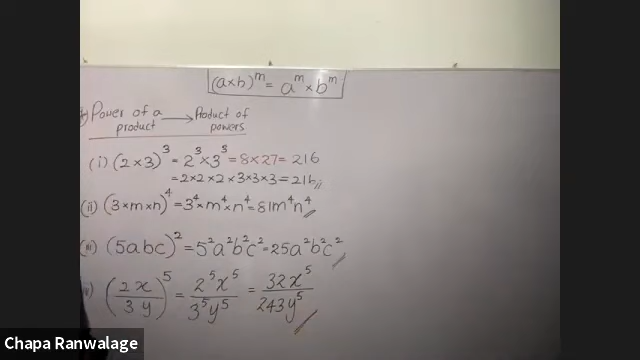 (a×b)^m = a^m × b^m
Power of a product → Product of powers
(i) (2×3)^3 = 2^3×3^3 = 8×27= 216
= 2×2×2×3×3×3 = 216
(ii) (3×m×n)^4 = 3^4×m^4×n^4 = 81m^4n^4
(iii) (5abc)^2 = 5^2a^2b^2c^2 = 25a^2b^2c^2
(2x/3y)^5 = 2^5x^5/3^5y^5 = 32x^5/243y^5
Chapa Ranwalage